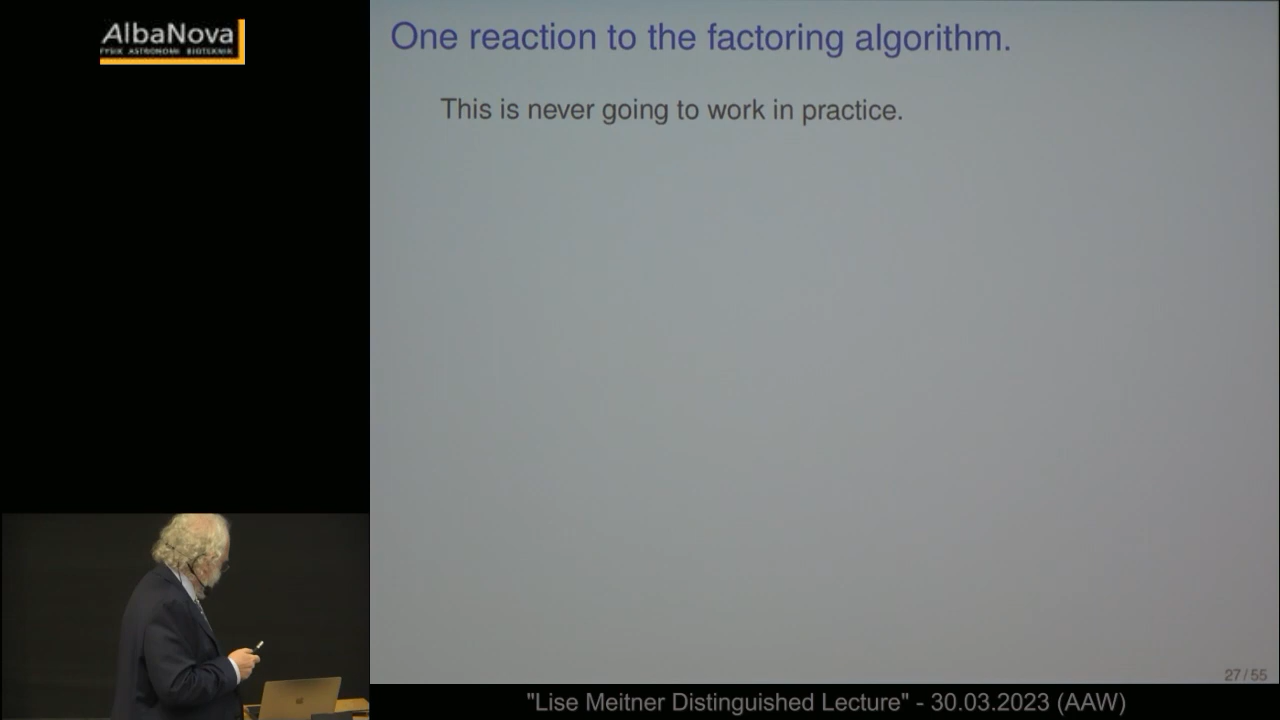 AlbaNova
FYSIK ASTRONOMI BIOTEKNIK
One reaction to the factoring algorithm.
This is never going to work in practice.
27 / 55
"Lise Meitner Distinguished Lecture" - 30.03.2023 (AAW)